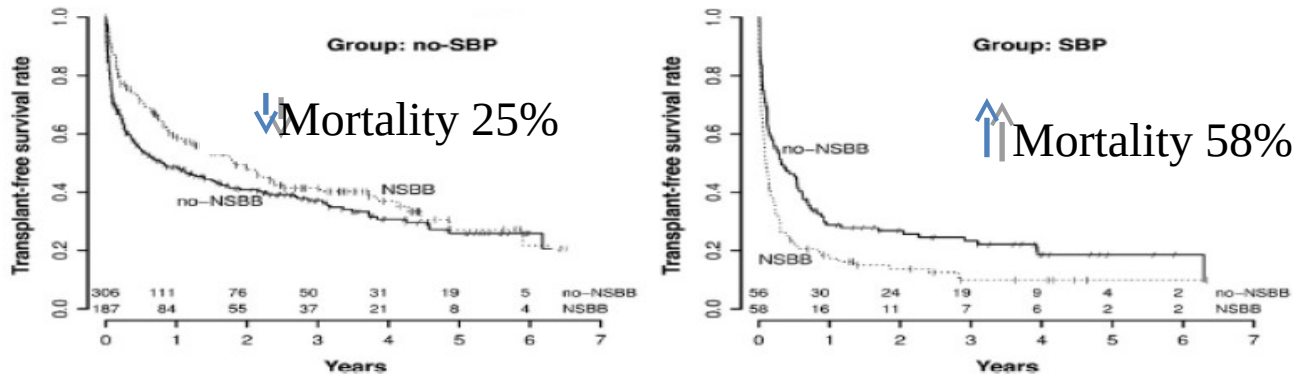 Group: no-SBP
Mortality 25%
NSBB
no-NSBB
Transplant-free survival rate
1.0
0.8
0.6
0.4
0.2
0.0
306 111 76 50 31 19 5 no-NSBB
187 84 55 37 21 8 4 NSBB
0 1 2 3 4 5 6 7
Years
Group: SBP
Mortality 58%
no-NSBB
NSBB
Transplant-free survival rate
1.0
0.8
0.6
0.4
0.2
0.0
56 30 24 19 9 4 2 no-NSBB
58 16 11 7 6 2 2 NSBB
0 1 2 3 4 5 6 7
Years